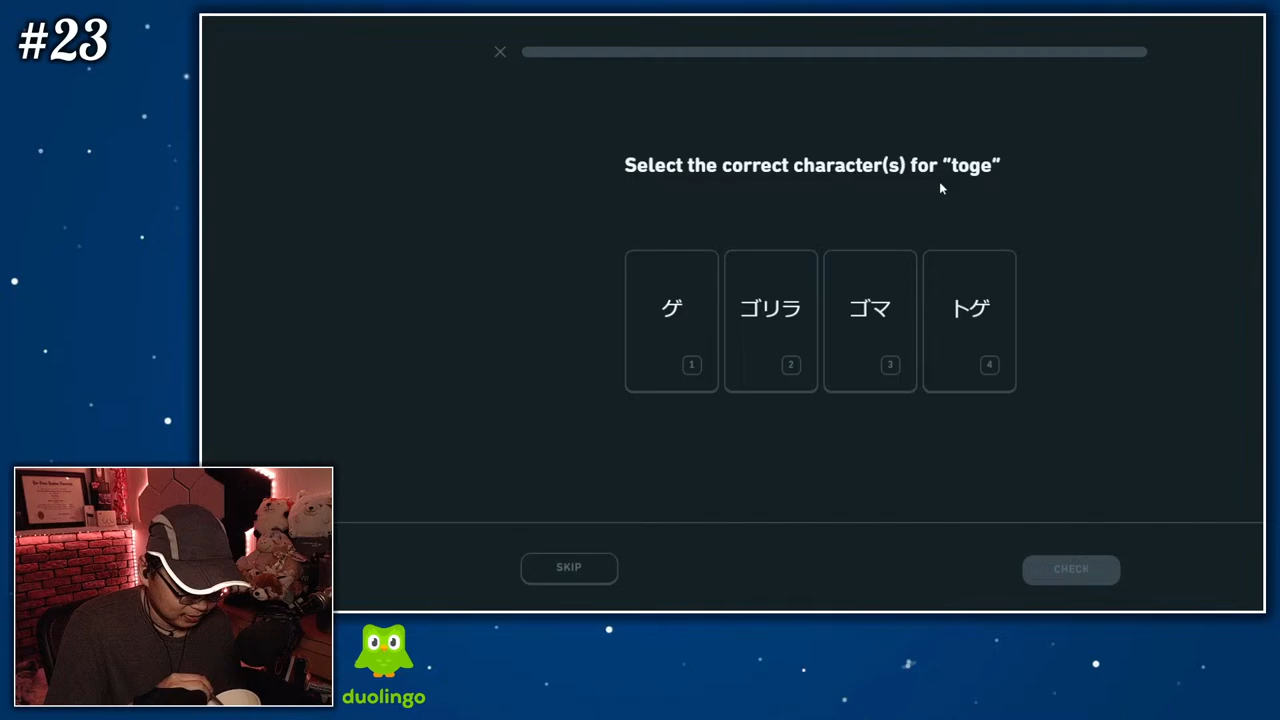 #23
Select the correct character(s) for “toge”
ゲ
1
ゴリラ
2
ゴマ
3
トゲ
4
SKIP
CHECK
duolingo